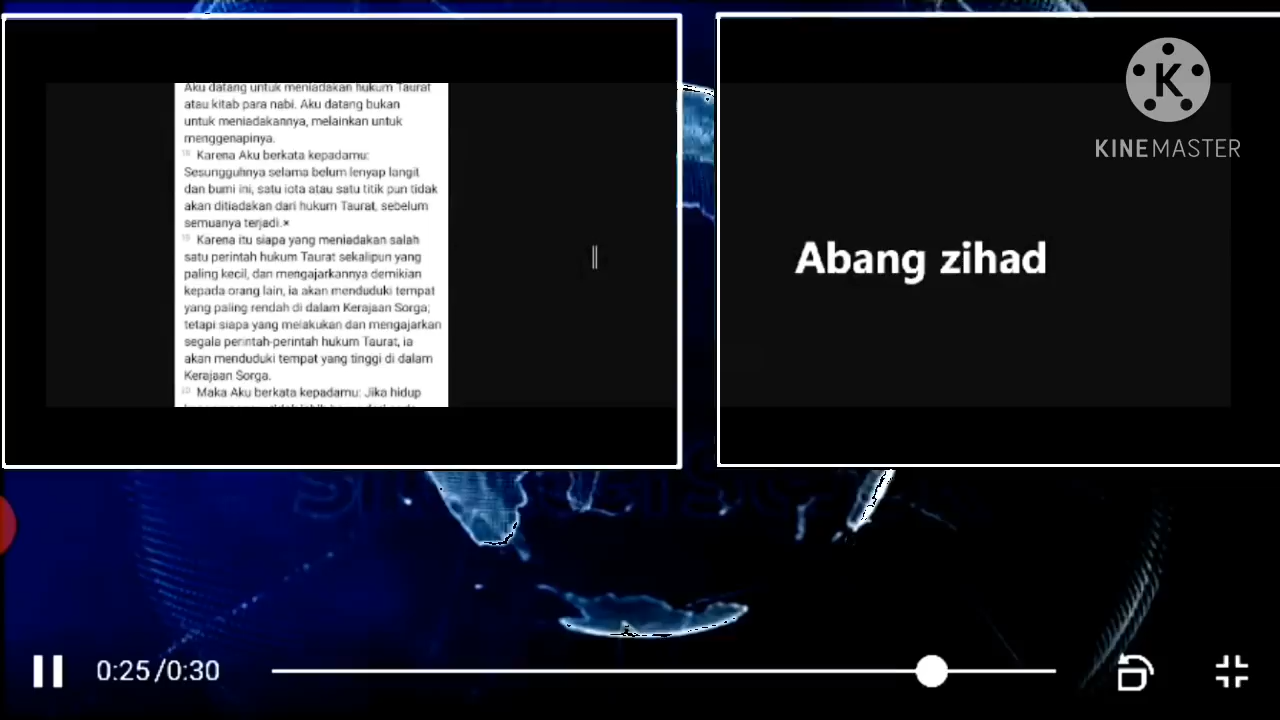 Aku datang untuk meniadakan hukum Taurat
atau kitab para nabi. Aku datang bukan
untuk meniadakannya, melainkan untuk
menggenapinya.
18 Karena Aku berkata kepadamu:
Sesungguhnya selama belum lenyap langit
dan bumi ini, satu iota atau satu titik pun tidak
akan ditiadakan dari hukum Taurat, sebelum
semuanya terjadi.*
19 Karena itu siapa yang meniadakan salah
satu perintah hukum Taurat sekalipun yang
paling kecil, dan mengajarkannya demikian
kepada orang lain, ia akan menduduki tempat
yang paling rendah di dalam Kerajaan Sorga;
tetapi siapa yang melakukan dan mengajarkan
segala perintah-perintah hukum Taurat, ia
akan menduduki tempat yang tinggi di dalam
Kerajaan Sorga.
20 Maka Aku berkata kepadamu: Jika hidup
Abang zihad
K
KINEMASTER
0:25/0:30